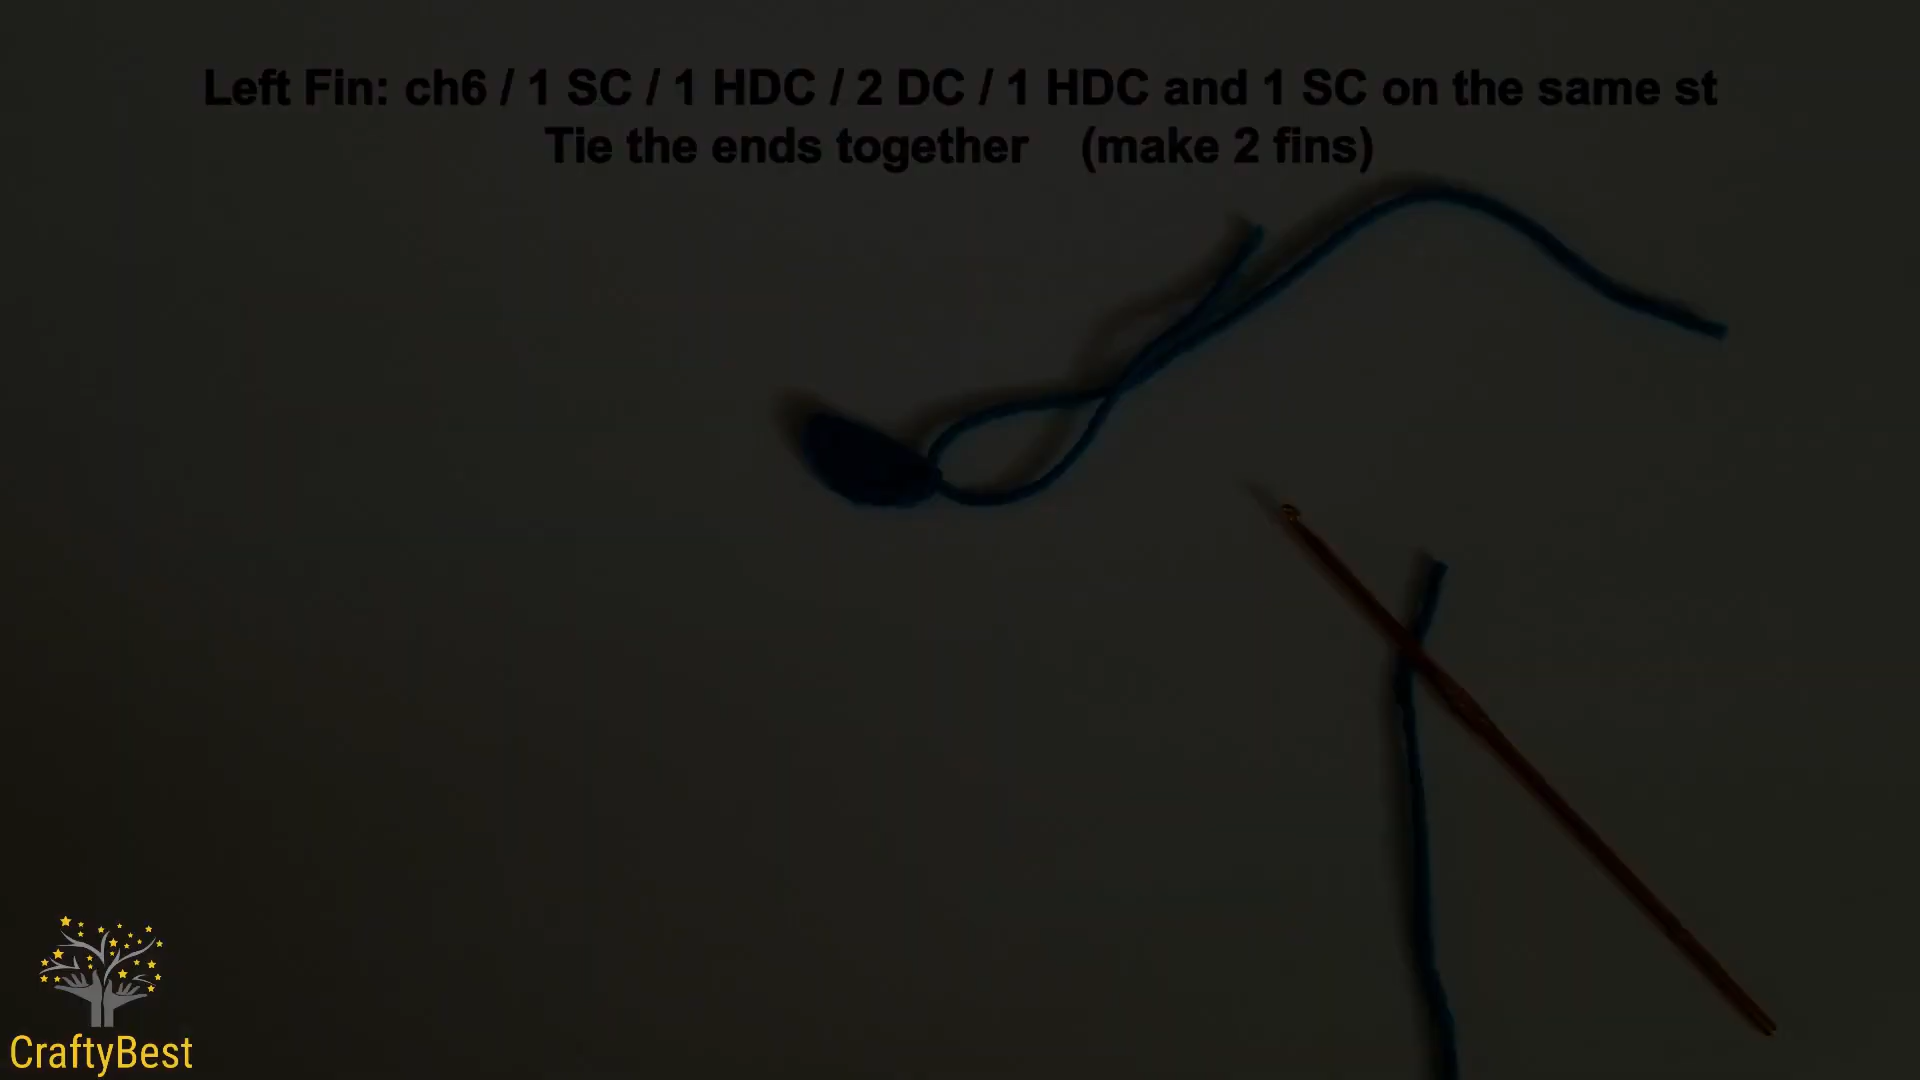 Left Fin: ch6 / 1 SC / 1 HDC / 2 DC / 1 HDC and 1 SC on the same st
Tie the ends together (make 2 fins)
CraftyBest